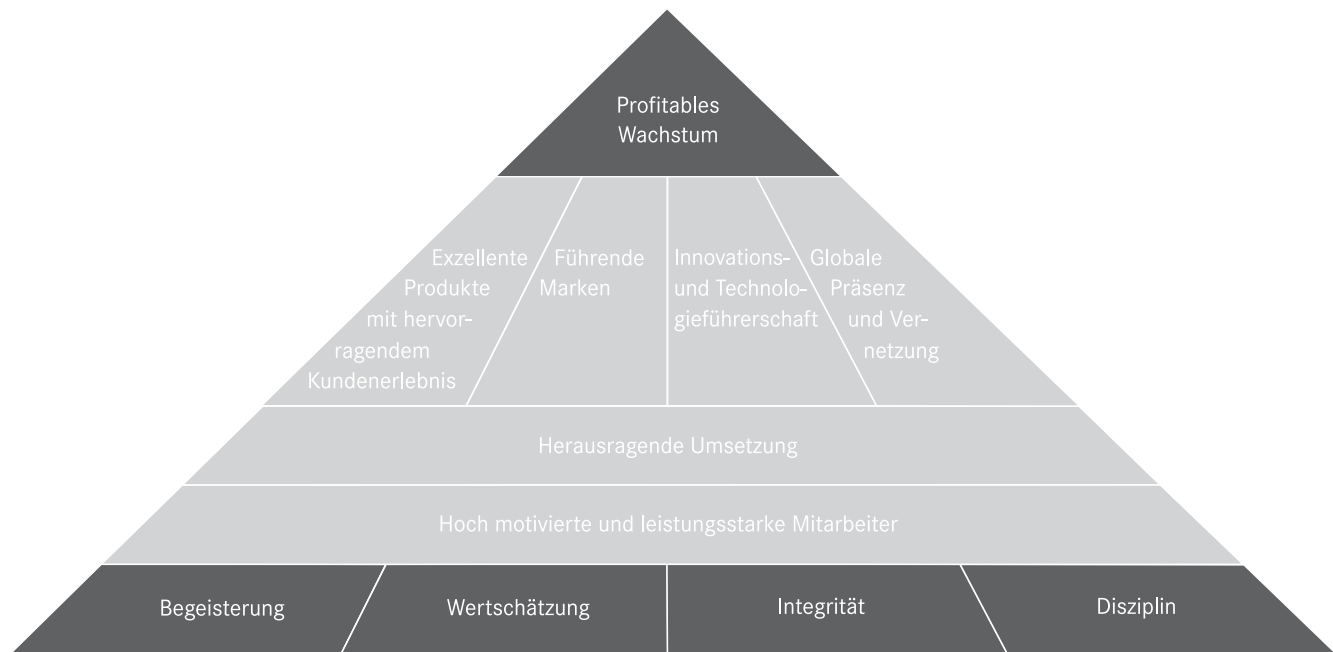 Profitables
Wachstum
Exzellente
Produkte
mit hervor-
ragendem
Kundenerlebnis
Führende
Marken
Innovations-
und Technolo-
gieführerschaft
Globale
Präsenz
und Ver-
netzung
Herausragende Umsetzung
Hoch motivierte und leistungsstarke Mitarbeiter
Begeisterung
Wertschätzung
Integrität
Disziplin